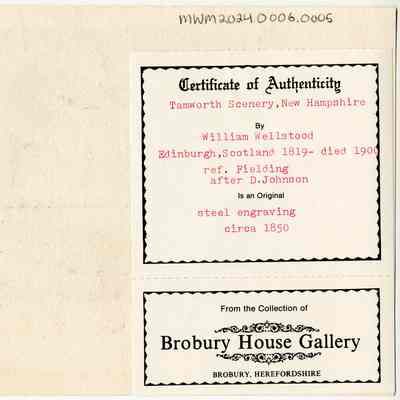 MWM2024.0006.0005
Certificate of Authenticity
Tamworth Scenery,New Hampshire
By
William Wellstood
Edinburgh,Scotland 1819- died 1900
ref. Fielding
after D.Johnson
Is an Original
steel engraving
circa 1850
From the Collection of
Brobury House Gallery
BROBURY, HEREFORDSHIRE